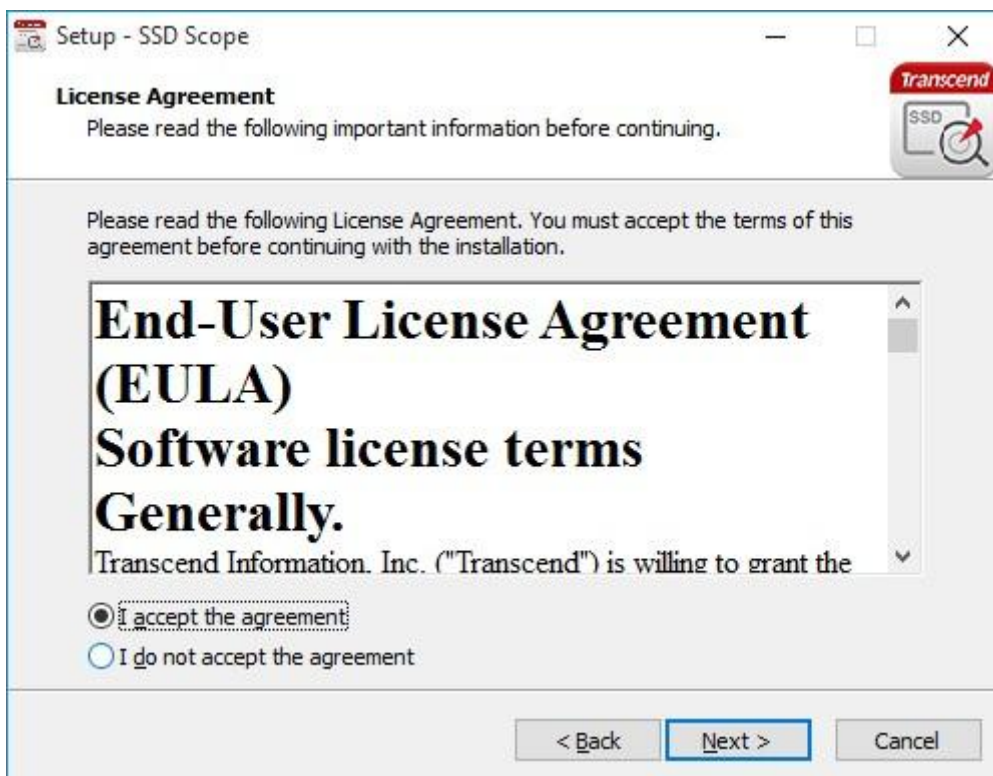 Setup - SSD Scope
License Agreement
Please read the following important information before continuing.
Transcend
SSD
Please read the following License Agreement. You must accept the terms of this
agreement before continuing with the installation.
End-User License Agreement
(EULA)
Software license terms
Generally.
Transcend Information, Inc. ("Transcend") is willing to grant the
I accept the agreement
I do not accept the agreement
< Back
Next >
Cancel